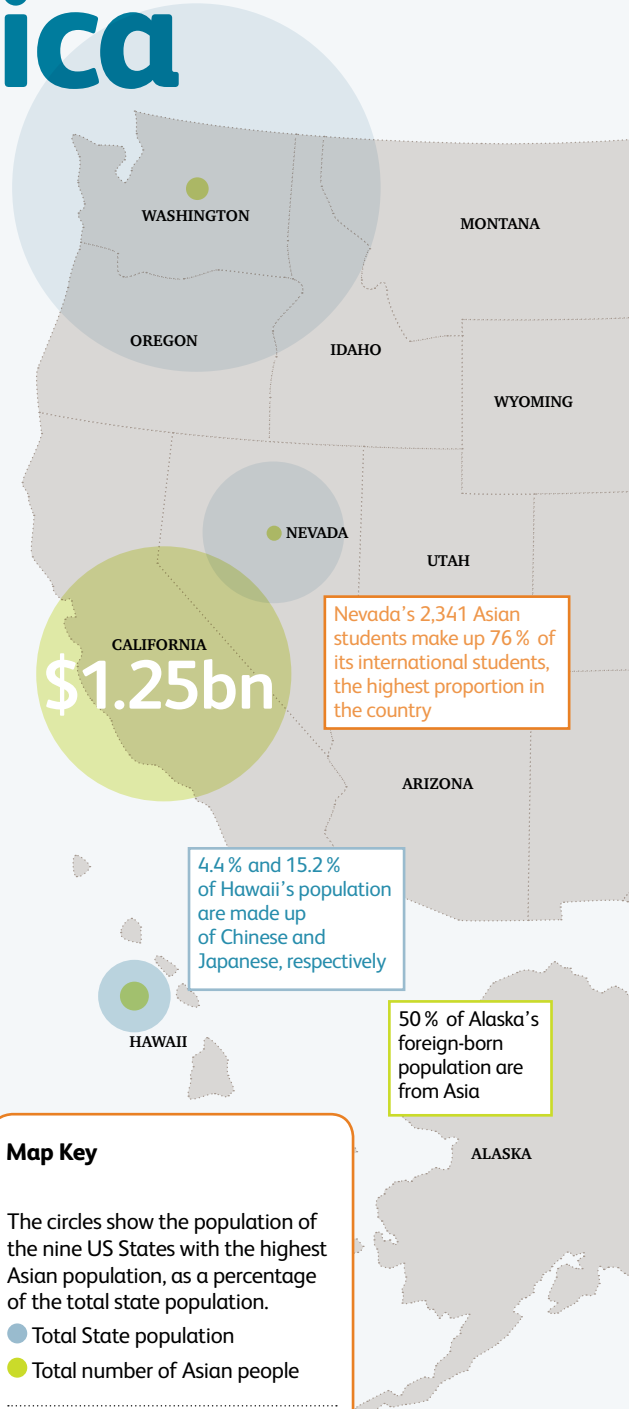 ica
WASHINGTON
MONTANA
OREGON
IDAHO
WYOMING
NEVADA
UTAH
Nevada's 2,341 Asian
students make up 76 % of
its international students,
the highest proportion in
the country
CALIFORNIA
$1.25bn
ARIZONA
4.4 % and 15.2 %
of Hawaii's population
are made up
of Chinese and
Japanese, respectively
HAWAII
50 % of Alaska's
foreign-born
population are
from Asia
ALASKA
Map Key
The circles show the population of
the nine US States with the highest
Asian population, as a percentage
of the total state population.
Total State population
Total number of Asian people